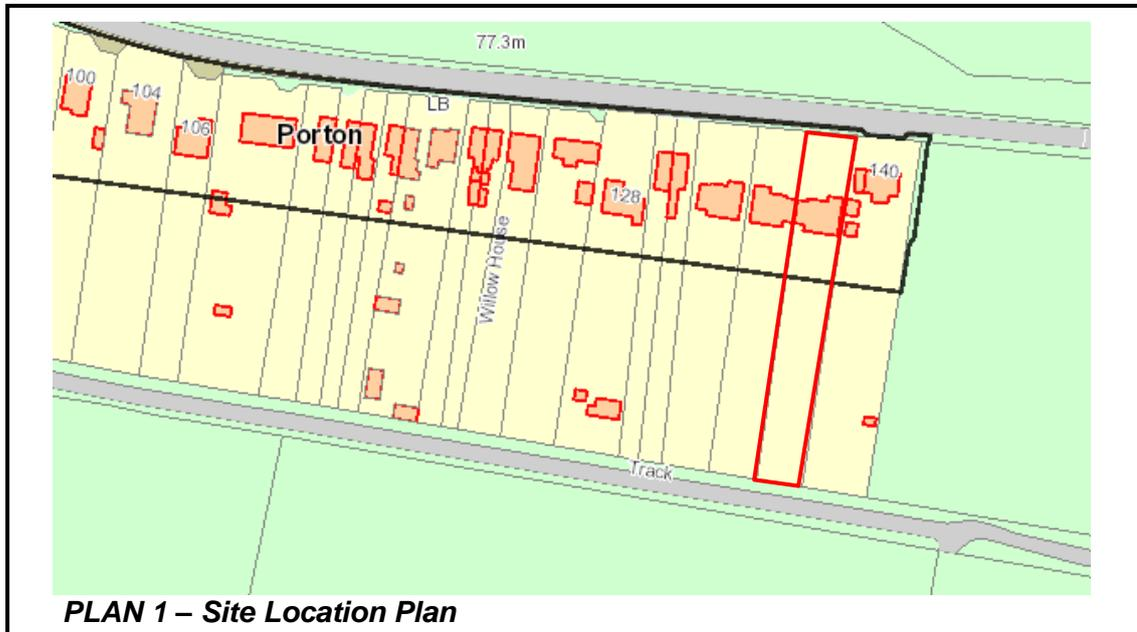 77.3m
100
104
LB
106
Porton
140
128
Willow House
Track
PLAN 1 – Site Location Plan